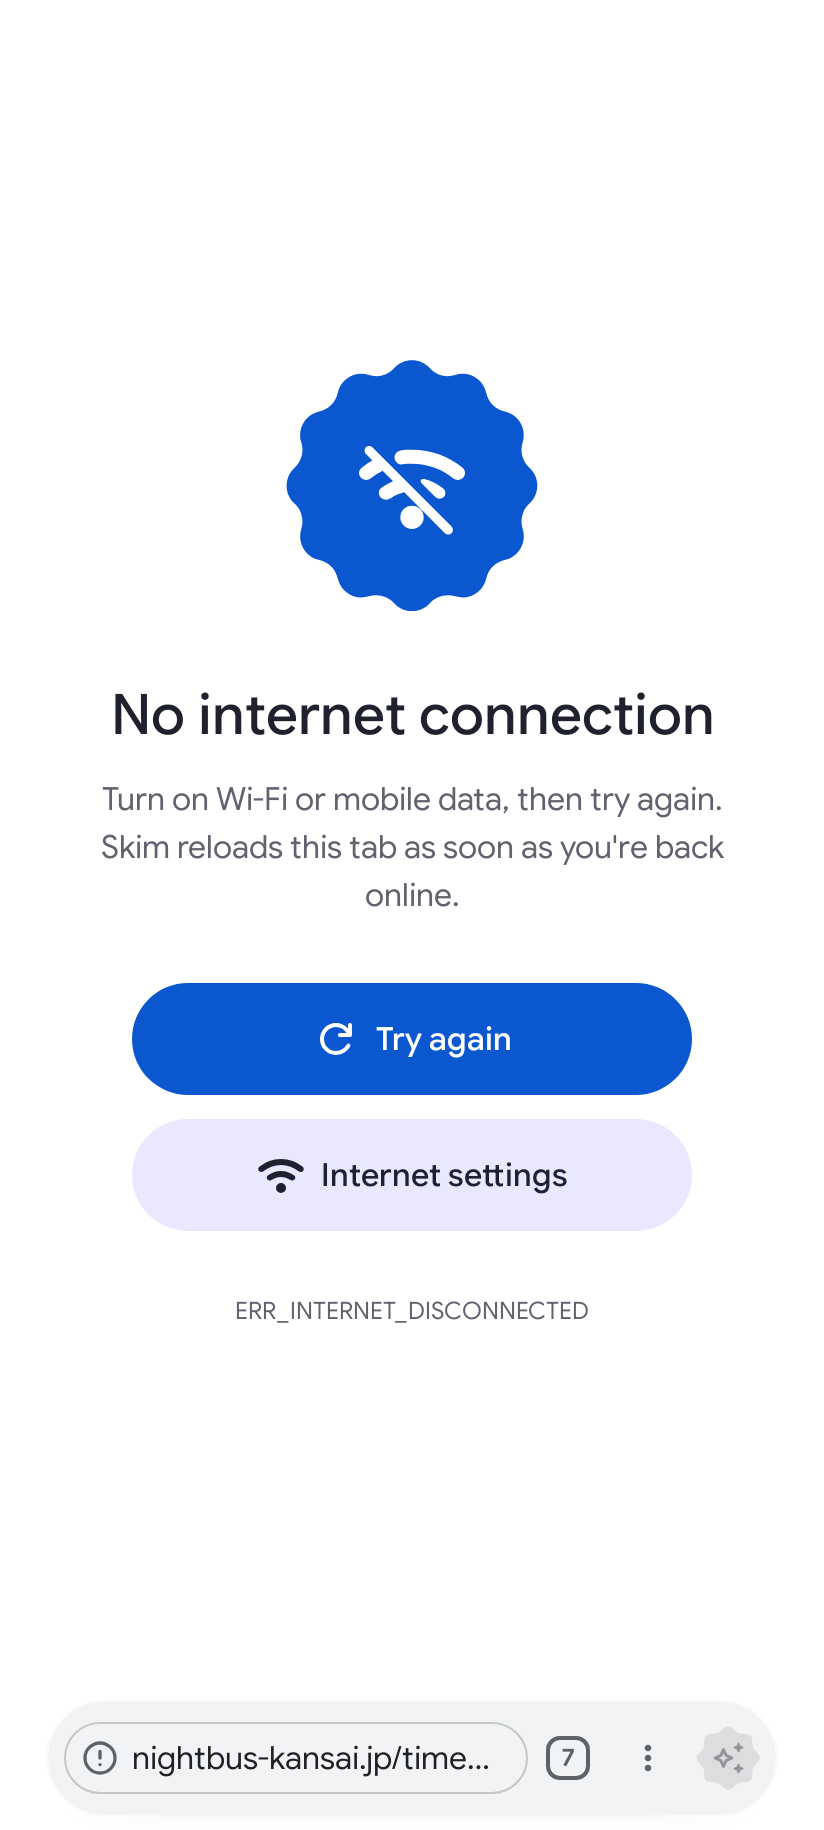 No internet connection
Turn on Wi-Fi or mobile data, then try again.
Skim reloads this tab as soon as you're back
online.
Try again
Internet settings
ERR_INTERNET_DISCONNECTED
nightbus-kansai.jp/time...
7